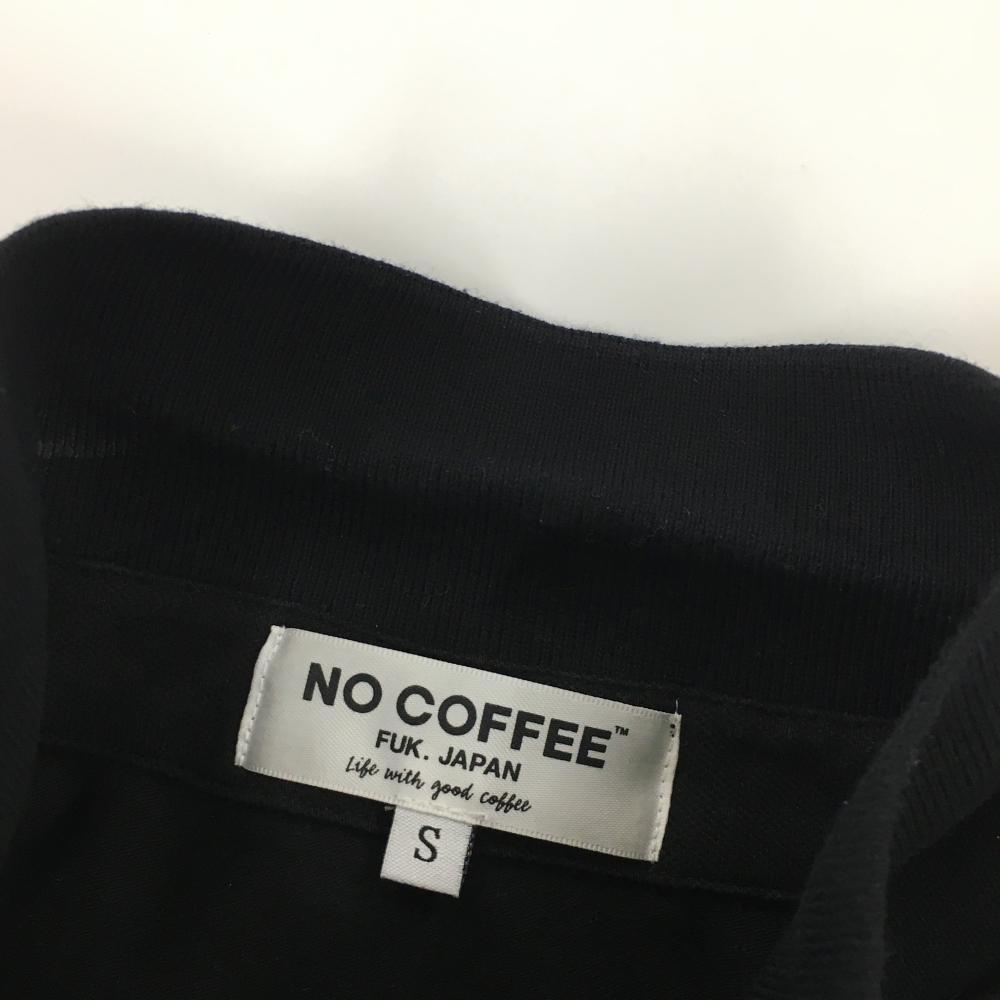 NO COFFEE™
FUK. JAPAN
Life with good coffee
S